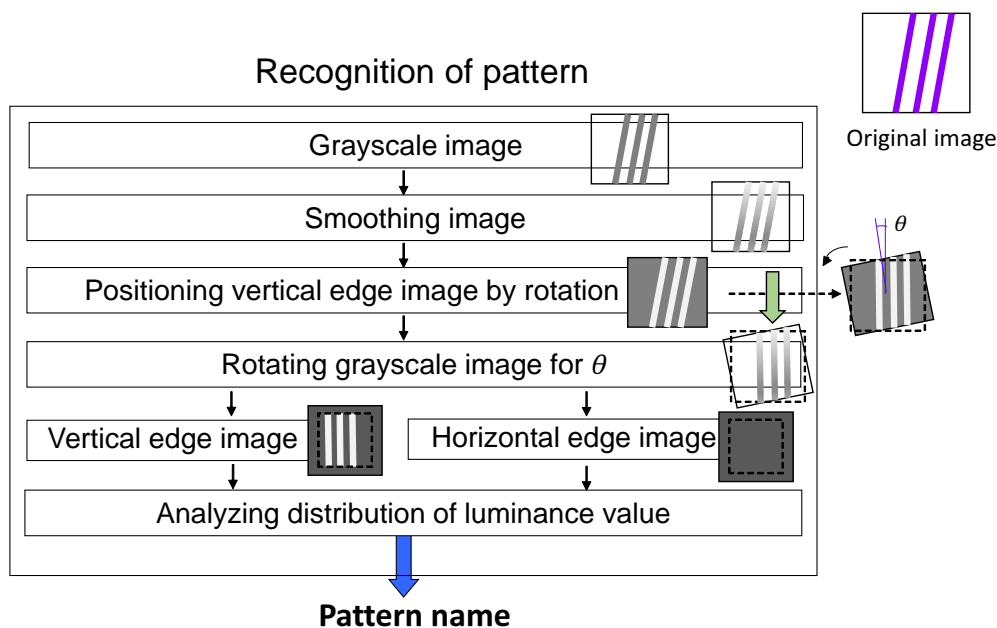 Recognition of pattern
Original image
Grayscale image
Smoothing image
θ
Positioning vertical edge image by rotation
Rotating grayscale image for θ
Vertical edge image
Horizontal edge image
Analyzing distribution of luminance value
Pattern name